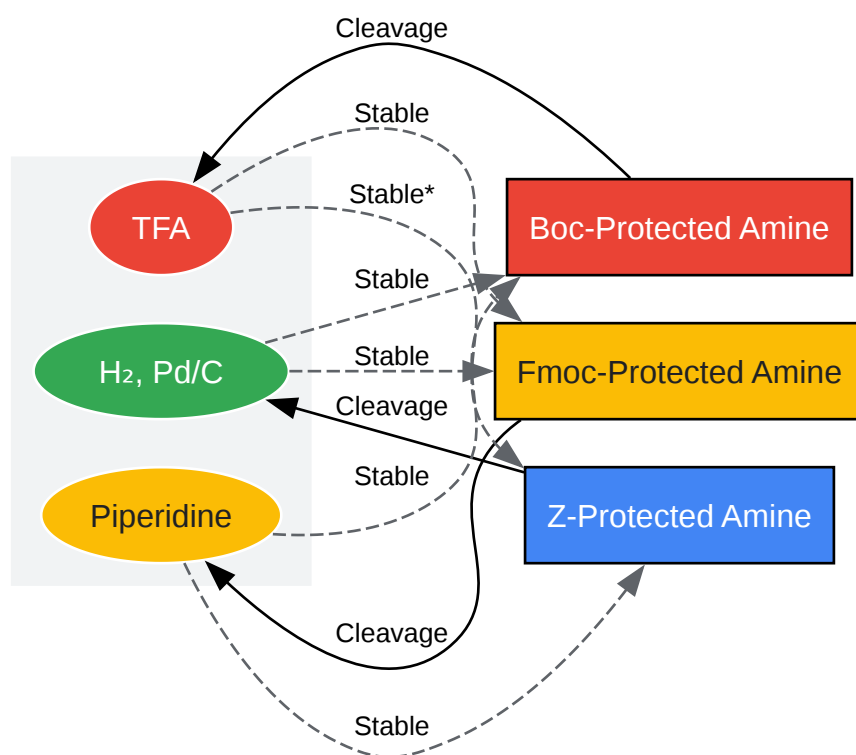 Cleavage
Stable
Stable*
TFA
Boc-Protected Amine
Stable
H₂, Pd/C
Stable
Fmoc-Protected Amine
Cleavage
Stable
Piperidine
Z-Protected Amine
Cleavage
Stable